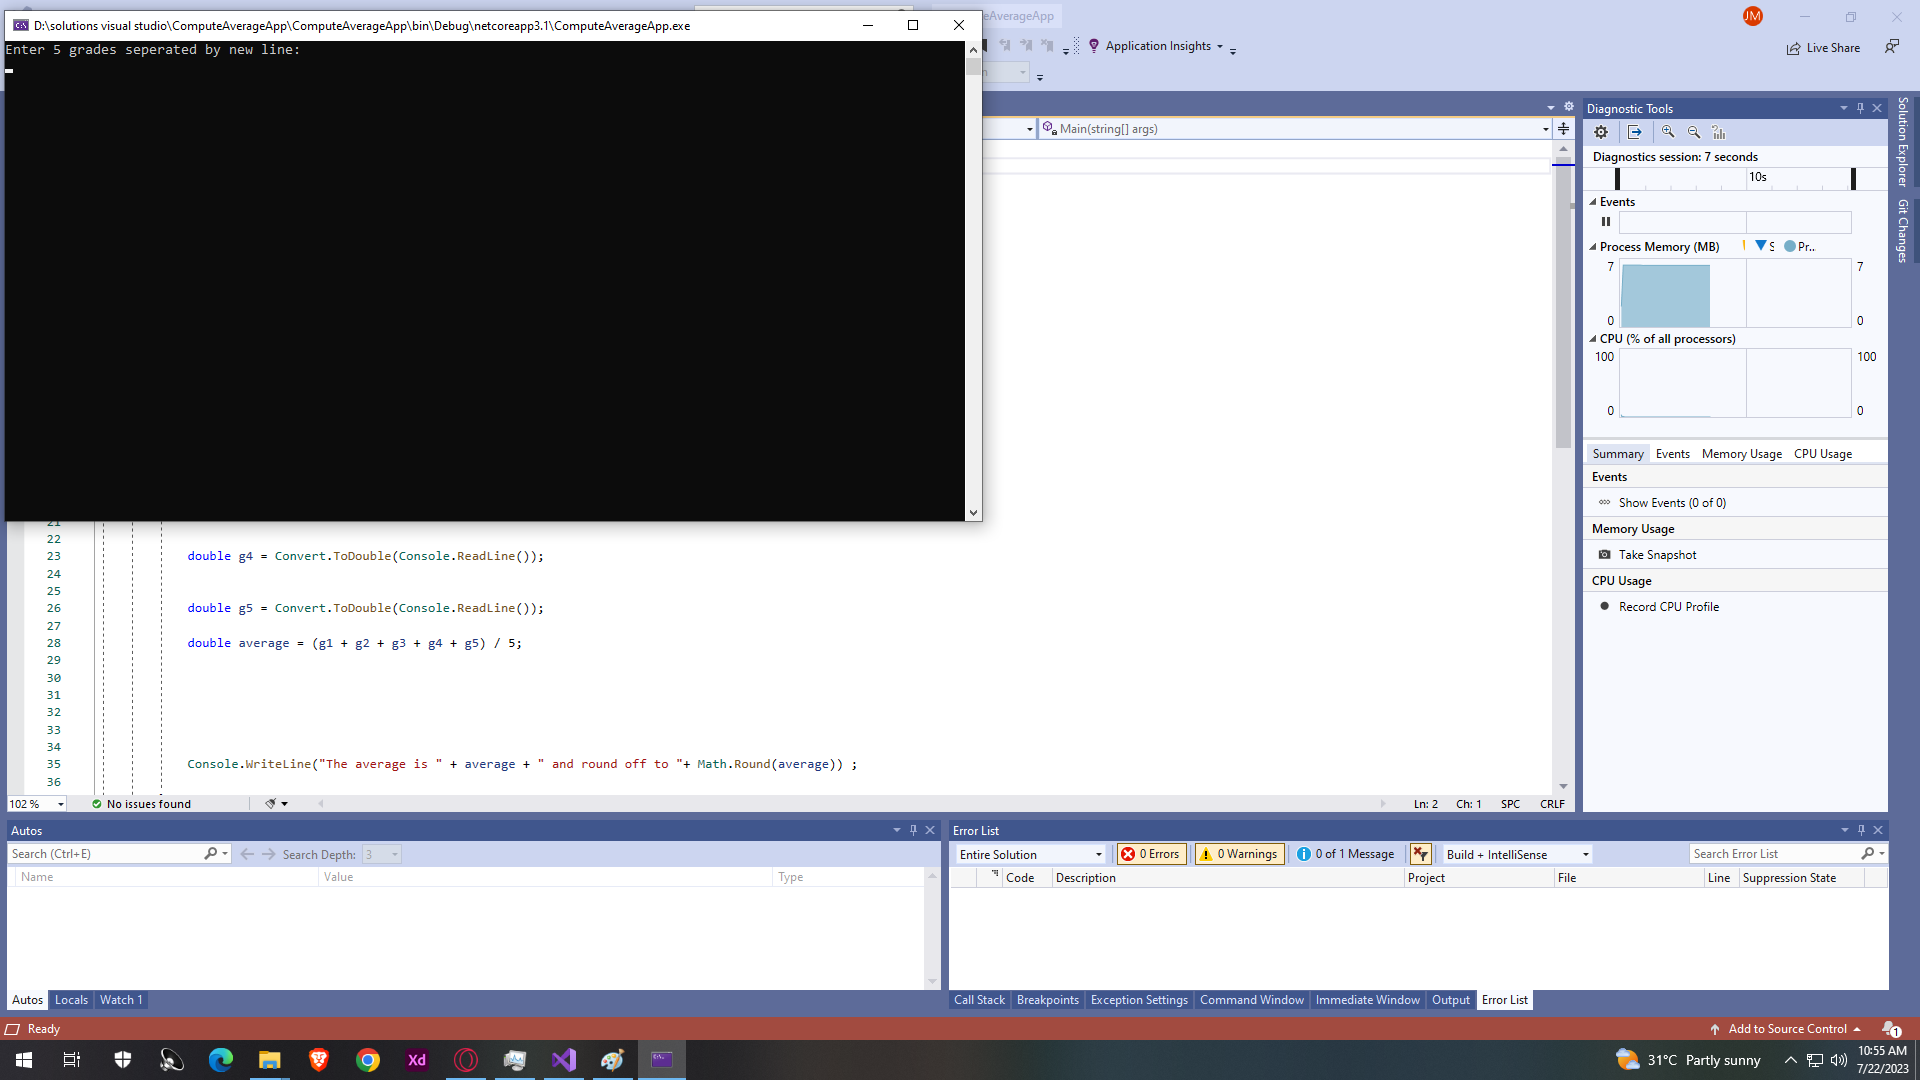 D:\solutions visual studio\ComputeAverageApp\ComputeAverageApp\bin\Debug\netcoreapp3.1\ComputeAverageApp.exe
Enter 5 grades seperated by new line:
eAverageApp
JM
Application Insights
Live Share
Main(string[] args)
21
22
23 double g4 = Convert.ToDouble(Console.ReadLine());
24
25
26 double g5 = Convert.ToDouble(Console.ReadLine());
27
28 double average = (g1 + g2 + g3 + g4 + g5) / 5;
29
30
31
32
33
34
35 Console.WriteLine("The average is " + average + " and round off to "+ Math.Round(average)) ;
36
102 % No issues found Ln: 2 Ch: 1 SPC CRLF
Diagnostic Tools
Diagnostics session: 7 seconds
10s
Events
Process Memory (MB) S Pr...
7 7
0 0
CPU (% of all processors)
100 100
0 0
Summary Events Memory Usage CPU Usage
Events
Show Events (0 of 0)
Memory Usage
Take Snapshot
CPU Usage
Record CPU Profile
Solution Explorer
Git Changes
Autos
Search (Ctrl+E) Search Depth: 3
Name Value Type
Autos Locals Watch 1
Error List
Entire Solution 0 Errors 0 Warnings 0 of 1 Message Build + IntelliSense Search Error List
Code Description Project File Line Suppression State
Call Stack Breakpoints Exception Settings Command Window Immediate Window Output Error List
Ready Add to Source Control 1
Xd
31°C Partly sunny
10:55 AM
7/22/2023